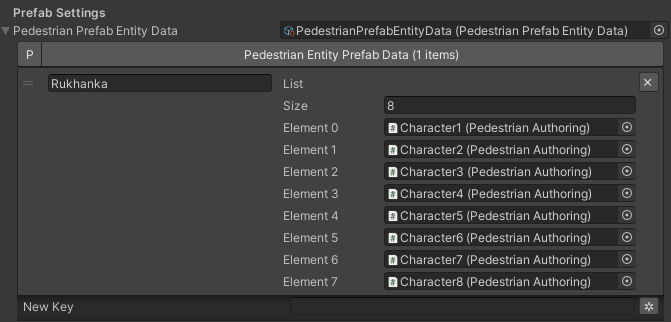 Prefab Settings
Pedestrian Prefab Entity Data PedestrianPrefabEntityData (Pedestrian Prefab Entity Data)
P Pedestrian Entity Prefab Data (1 items)
Rukhanka List
Size 8
Element 0 Character1 (Pedestrian Authoring)
Element 1 Character2 (Pedestrian Authoring)
Element 2 Character3 (Pedestrian Authoring)
Element 3 Character4 (Pedestrian Authoring)
Element 4 Character5 (Pedestrian Authoring)
Element 5 Character6 (Pedestrian Authoring)
Element 6 Character7 (Pedestrian Authoring)
Element 7 Character8 (Pedestrian Authoring)
New Key